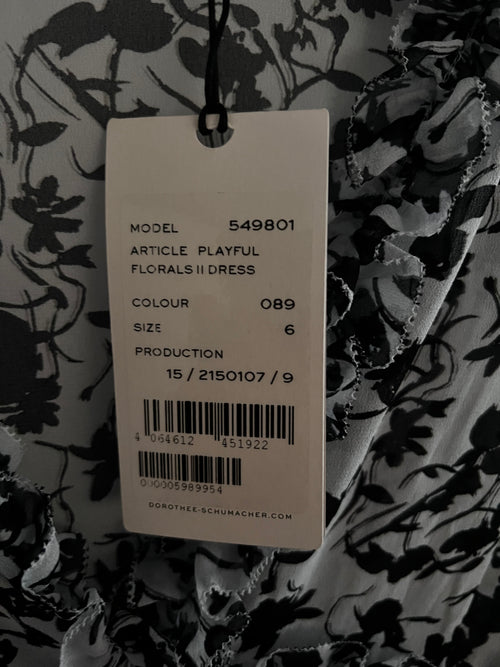 MODEL 549801
ARTICLE PLAYFUL
FLORALS II DRESS
COLOUR 089
SIZE 6
PRODUCTION
15 / 2150107 / 9
4 064612 451922
000005989954
DOROTHEE-SCHUMACHER.COM